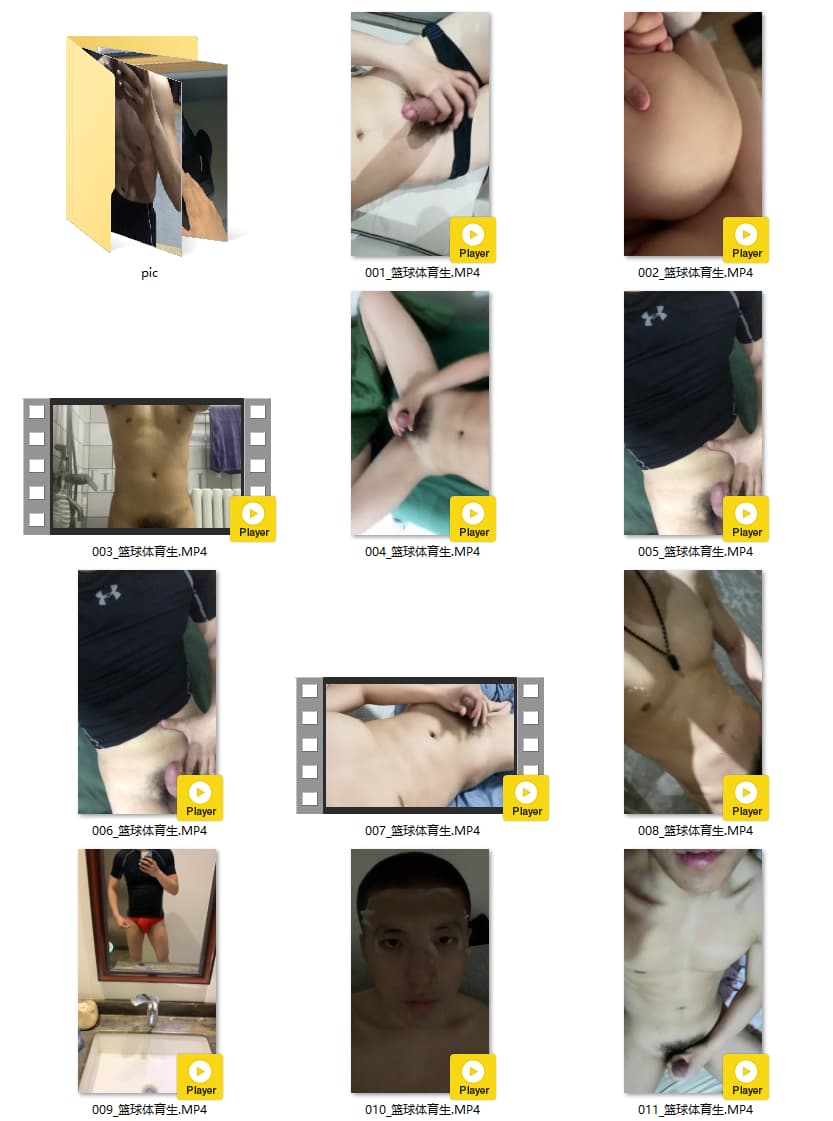 pic
Player
001_篮球体育生.MP4
Player
002_篮球体育生.MP4
Player
003_篮球体育生.MP4
Player
004_篮球体育生.MP4
Player
005_篮球体育生.MP4
Player
006_篮球体育生.MP4
Player
007_篮球体育生.MP4
Player
008_篮球体育生.MP4
Player
009_篮球体育生.MP4
Player
010_篮球体育生.MP4
Player
011_篮球体育生.MP4